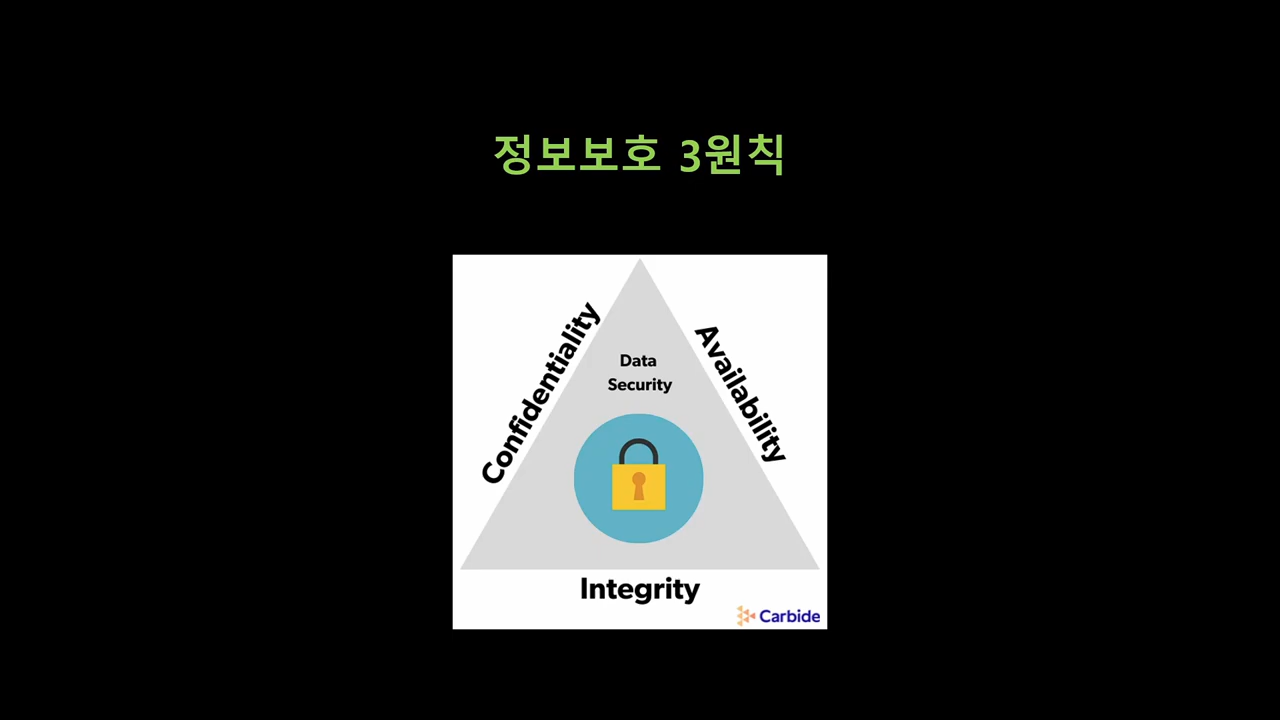 정보보호 3원칙
Confidentiality
Availability
Data
Security
Integrity
Carbide